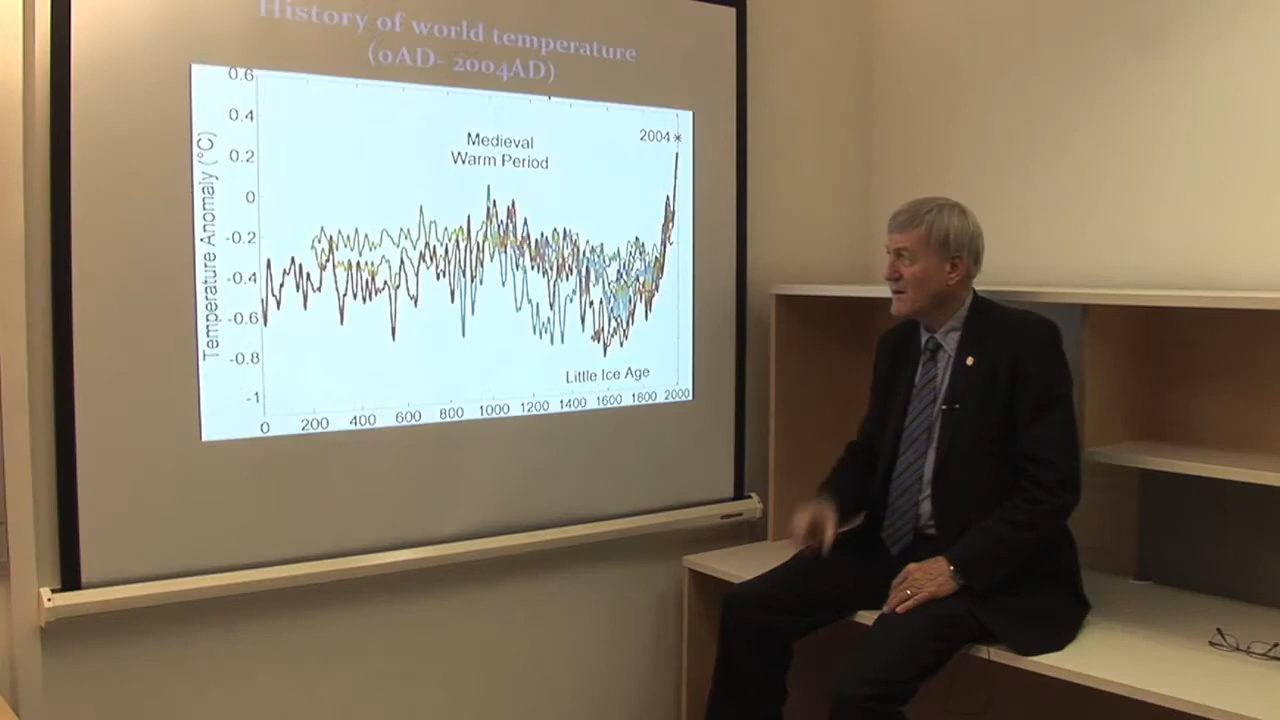 History of world temperature
(0AD- 2004AD)
Temperature Anomaly (°C)
0.6
0.4
0.2
0
-0.2
-0.4
-0.6
-0.8
-1
Medieval
Warm Period
2004*
Little Ice Age
0 200 400 600 800 1000 1200 1400 1600 1800 2000